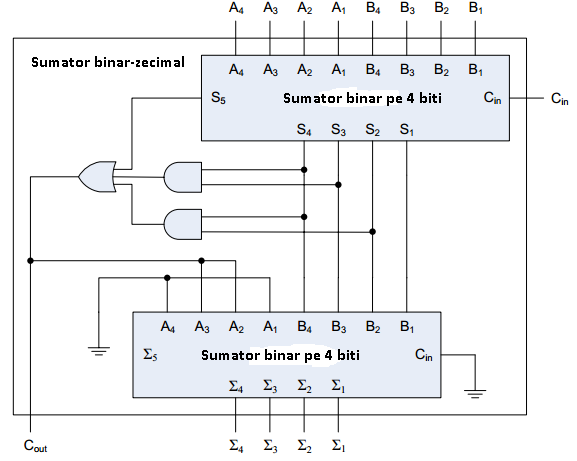 A4 A3 A2 A1 B4 B3 B2 B1
Sumator binar-zecimal
A4 A3 A2 A1 B4 B3 B2 B1
S5 Sumator binar pe 4 biti Cin Cin
S4 S3 S2 S1
A4 A3 A2 A1 B4 B3 B2 B1
Σ5 Sumator binar pe 4 biti Cin
Σ4 Σ3 Σ2 Σ1
Cout Σ4 Σ3 Σ2 Σ1